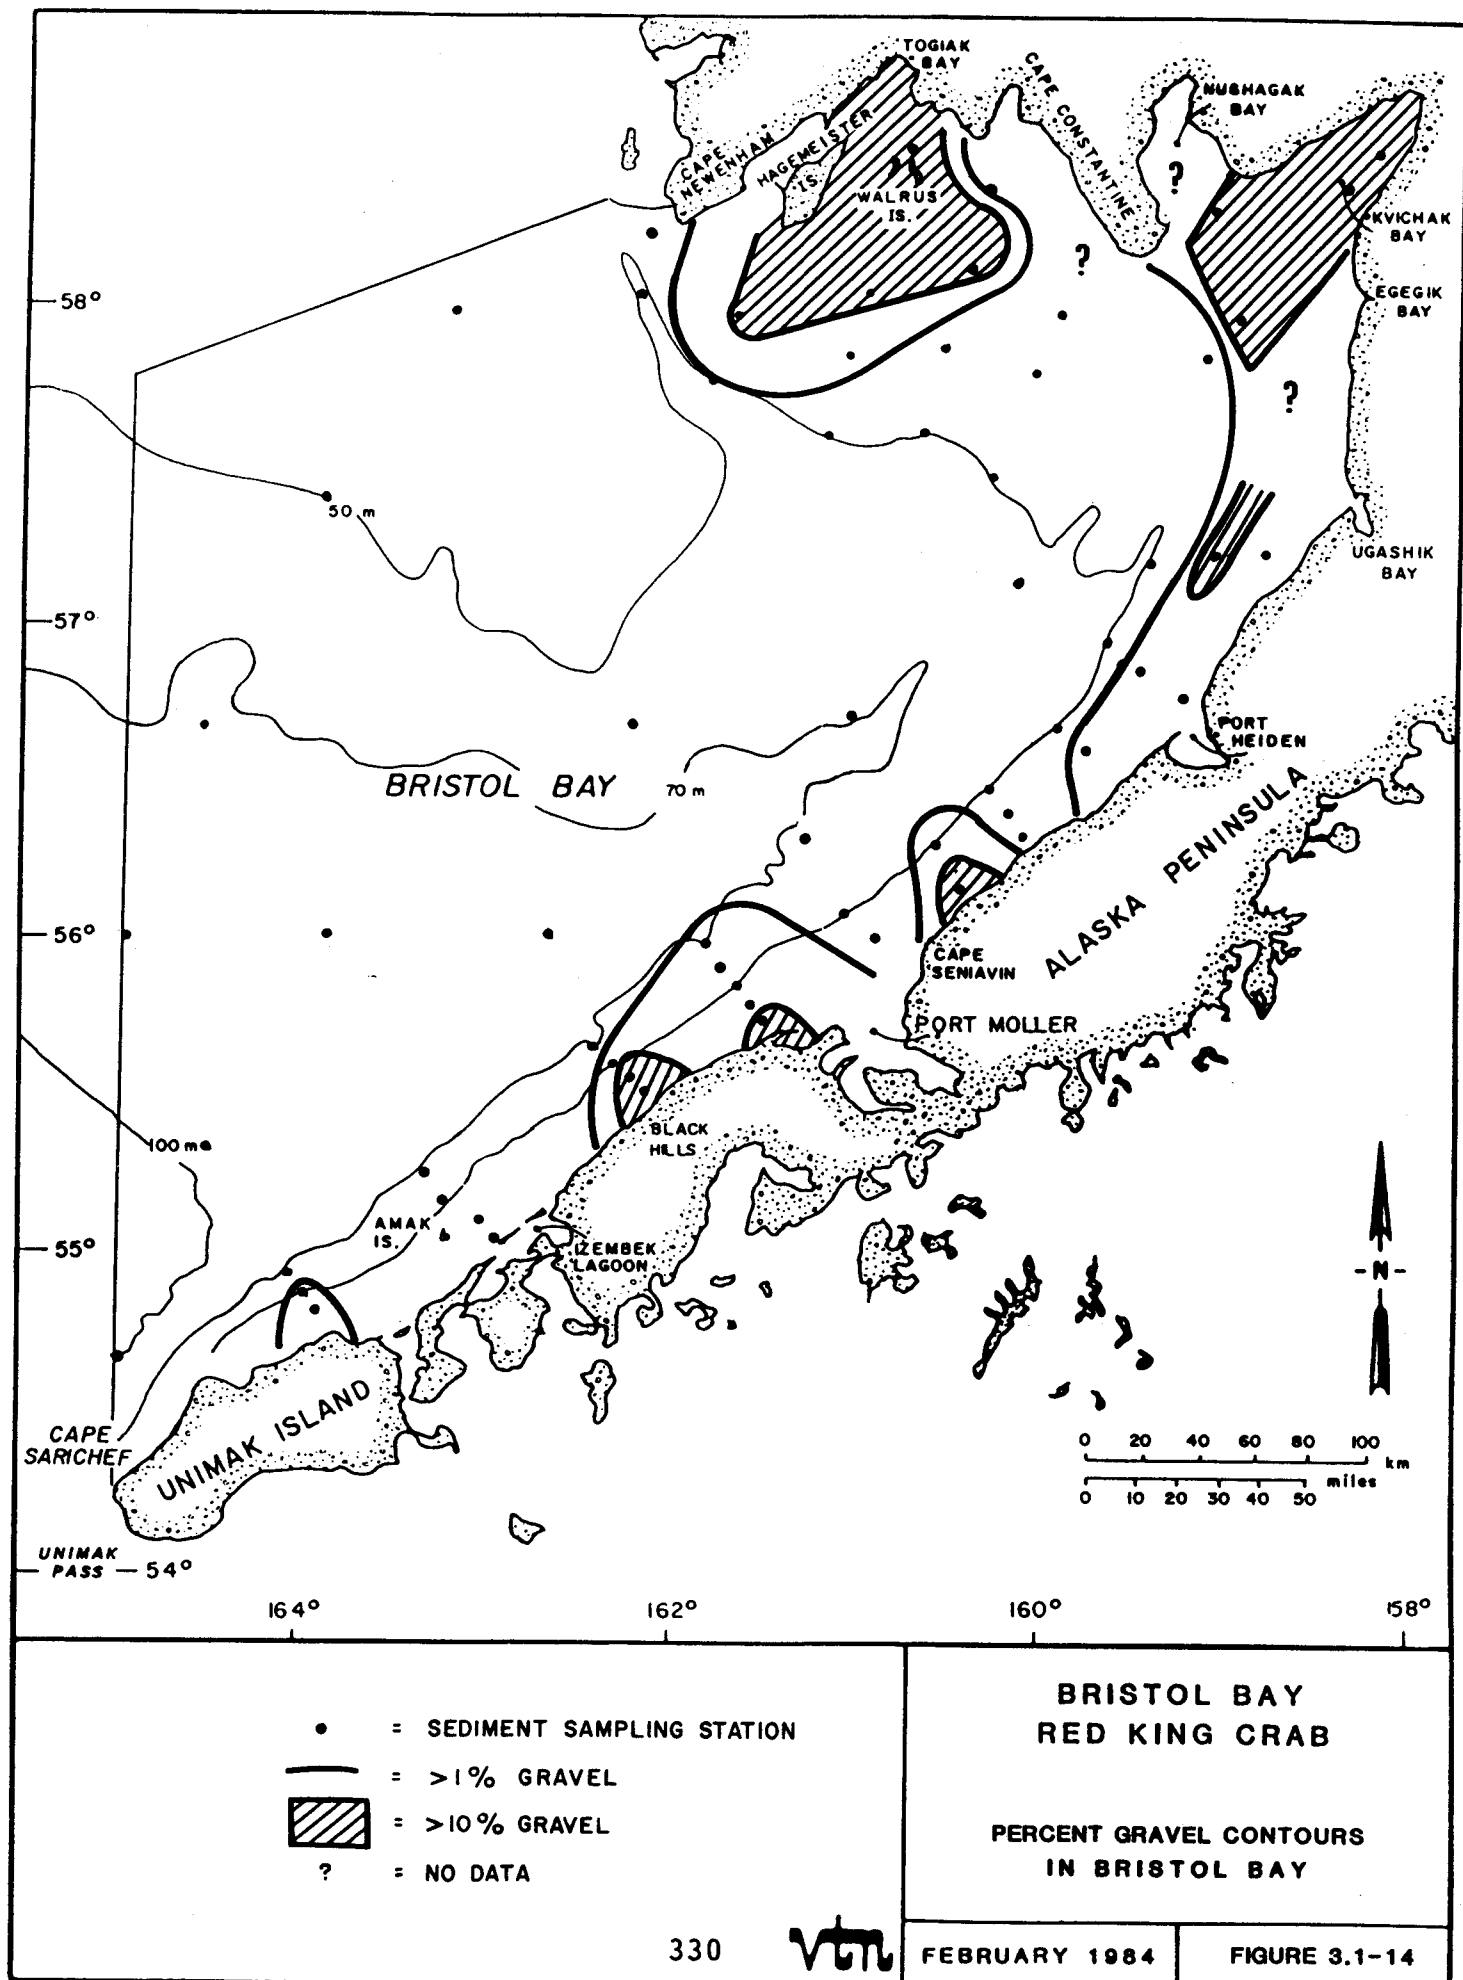 TOGIAK
BAY
CAPE CONSTANTINE
NUSHAGAK
BAY
CAPE
NEWENHAM
HAGEMEISTER
IS.
WALRUS
IS.
?
?
KVICHAK
BAY
58°
EGEGIK
BAY
?
50 m
UGASHIK
BAY
57°
PORT
HEIDEN
BRISTOL BAY
70 m
ALASKA PENINSULA
56°
CAPE
SENIAVIN
PORT MOLLER
BLACK
HILLS
100 m
AMAK
IS.
55°
IZEMBEK
LAGOON
-N-
UNIMAK ISLAND
CAPE
SARICHEF
0 20 40 60 80 100
km
miles
0 10 20 30 40 50
UNIMAK
PASS
54°
164° 162° 160° 158°
= SEDIMENT SAMPLING STATION
= >1% GRAVEL
= >10% GRAVEL
? = NO DATA
BRISTOL BAY
RED KING CRAB
PERCENT GRAVEL CONTOURS
IN BRISTOL BAY
330
vtn
FEBRUARY 1984
FIGURE 3.1-14